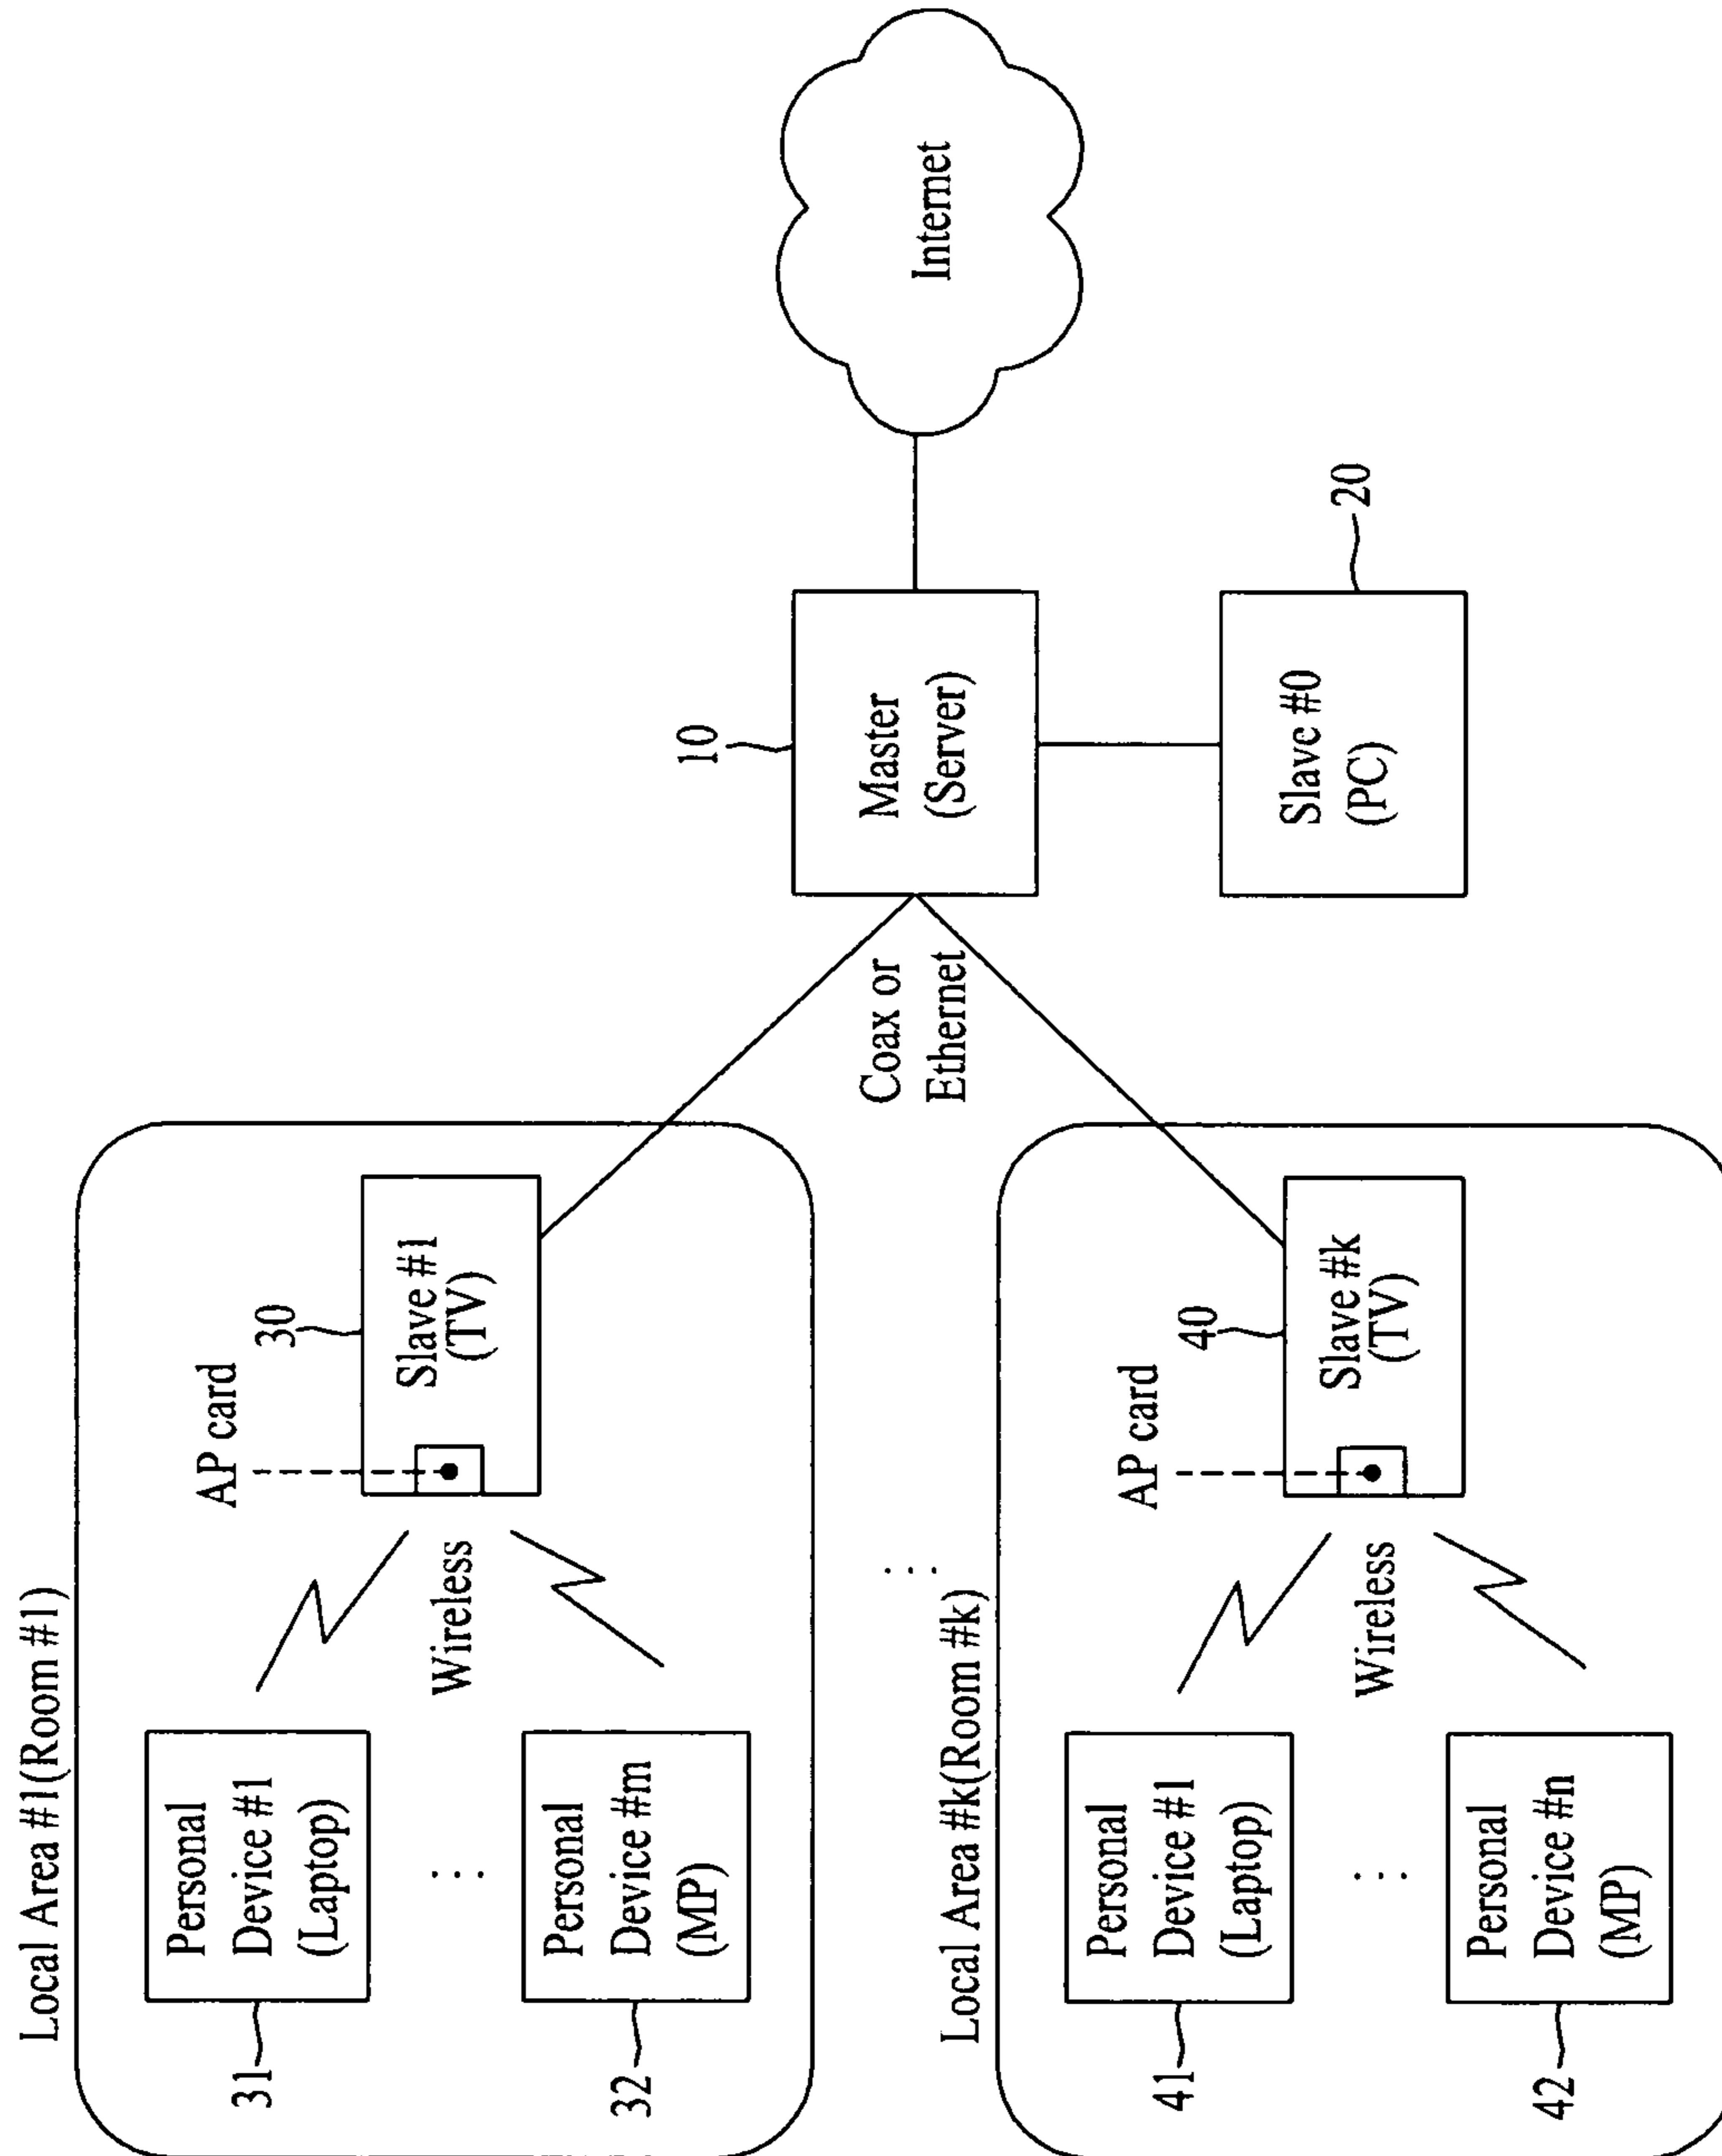 Local Area #1(Room #1)
31
Personal
Device #1
(Laptop)
⋮
32
Personal
Device #m
(MP)
Wireless
AP card
30
Slave #1
(TV)
⋮
Local Area #k(Room #k)
41
Personal
Device #1
(Laptop)
⋮
42
Personal
Device #n
(MP)
Wireless
AP card
40
Slave #k
(TV)
Coax or
Ethernet
10
Master
(Server)
Slave #0
(PC)
20
Internet